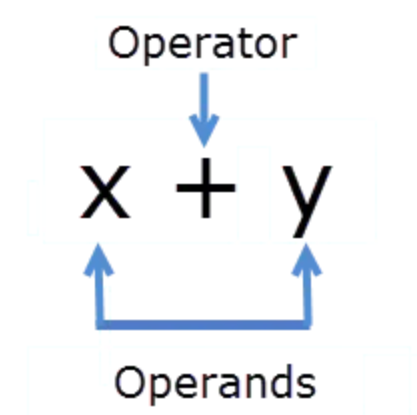 Operator
x + y
Operands